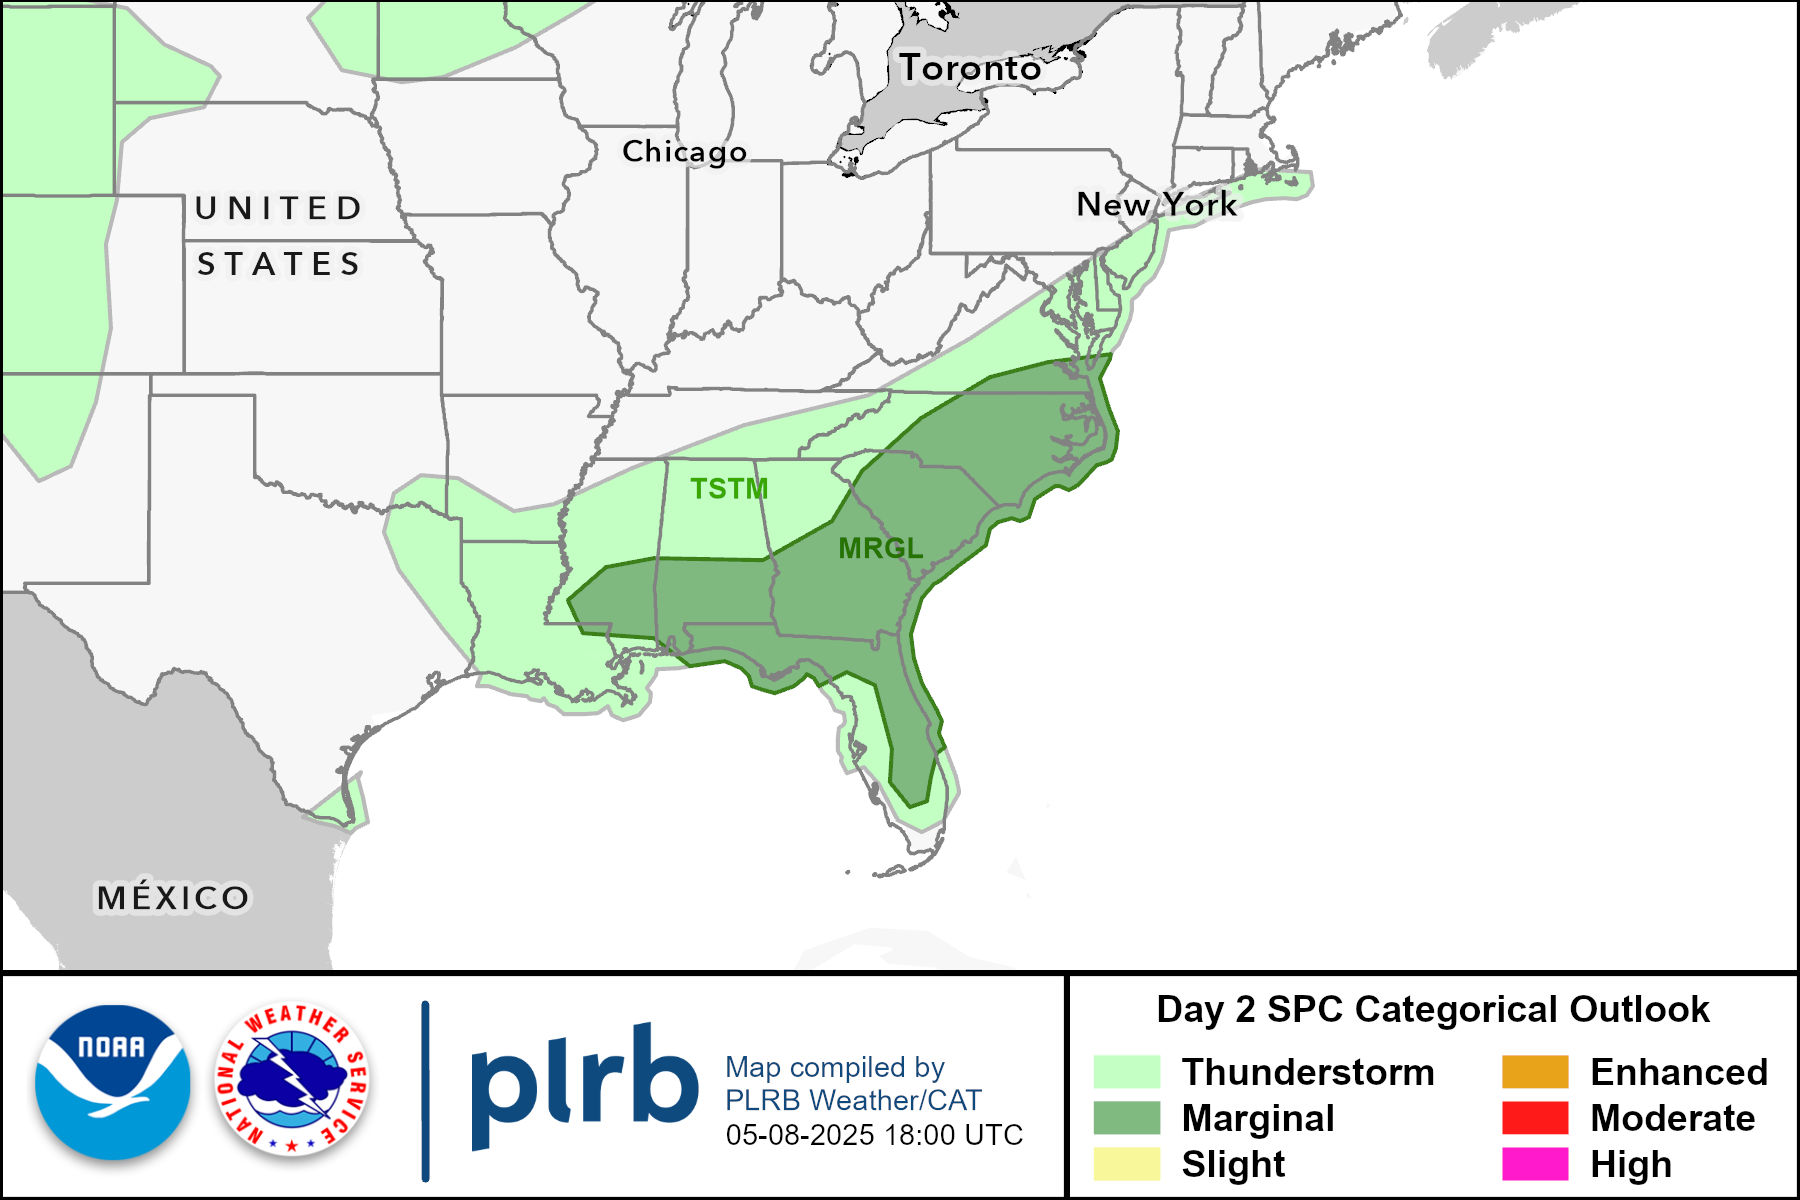 Toronto
Chicago
New York
UNITED
STATES
TSTM
MRGL
MÉXICO
NOAA
NATIONAL WEATHER SERVICE
plrb
Map compiled by
PLRB Weather/CAT
05-08-2025 18:00 UTC
Day 2 SPC Categorical Outlook
Thunderstorm
Marginal
Slight
Enhanced
Moderate
High